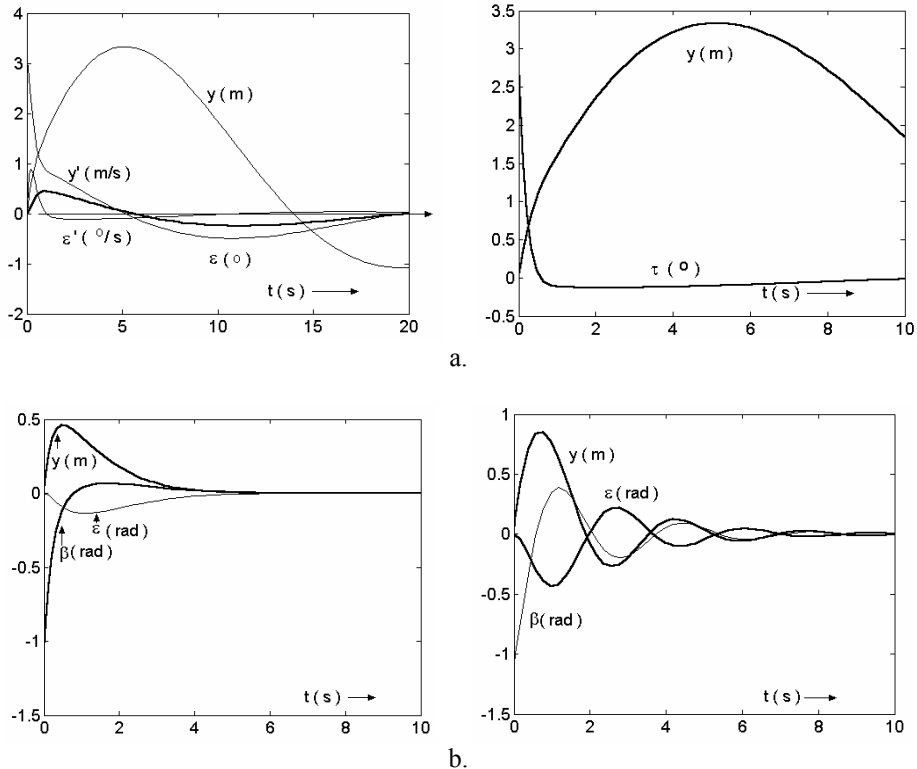 4
3
2
1
0
-1
-2
0
5
10
15
20
y ( m )
y' ( m/s )
ε' ( °/s )
ε ( o )
t ( s )
3.5
3
2.5
2
1.5
1
0.5
0
-0.5
0
2
4
6
8
10
y ( m )
τ ( o )
t ( s )
a.
0.5
0
-0.5
-1
-1.5
0
2
4
6
8
10
y ( m )
ε (rad)
β(rad)
t ( s )
1
0.5
0
-0.5
-1
-1.5
0
2
4
6
8
10
y ( m )
ε(rad)
β(rad)
t ( s )
b.